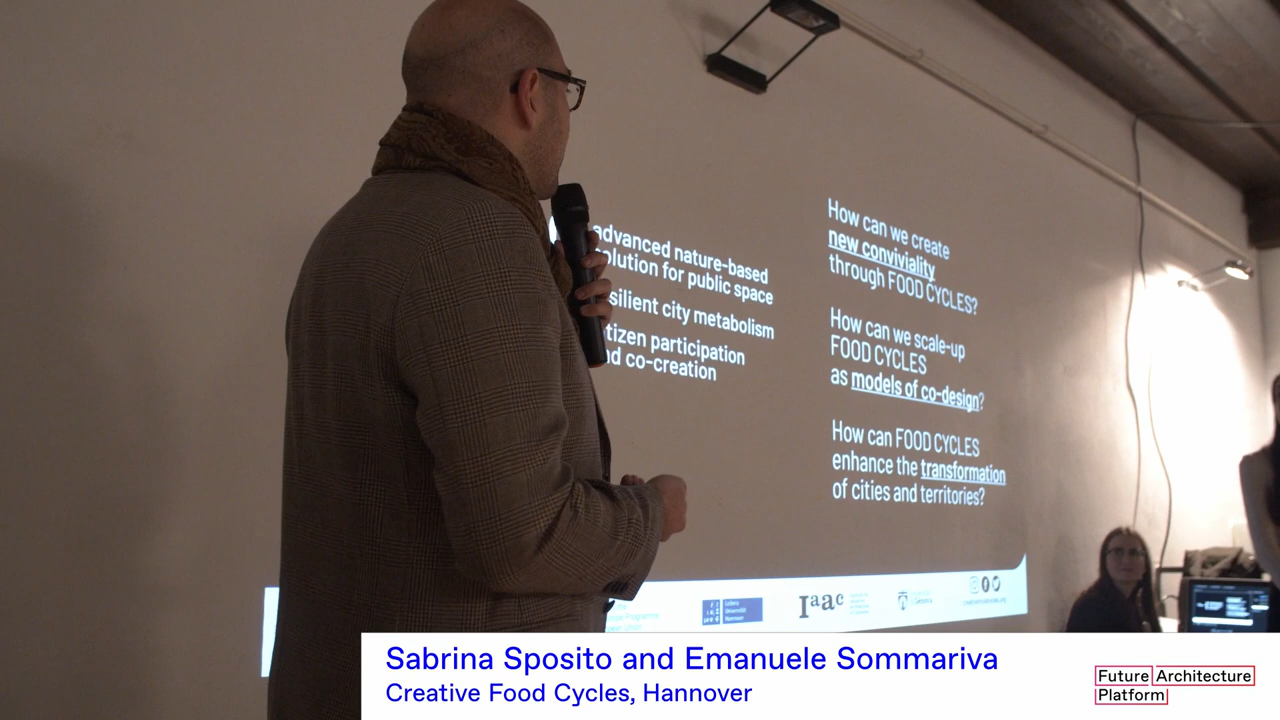 advanced nature-based
solution for public space
silient city metabolism
tizen participation
nd co-creation
How can we create
new conviviality
through FOOD CYCLES?
How can we scale-up
FOOD CYCLES
as models of co-design?
How can FOOD CYCLES
enhance the transformation
of cities and territories?
Iaac
Sabrina Sposito and Emanuele Sommariva
Creative Food Cycles, Hannover
Future Architecture
Platform